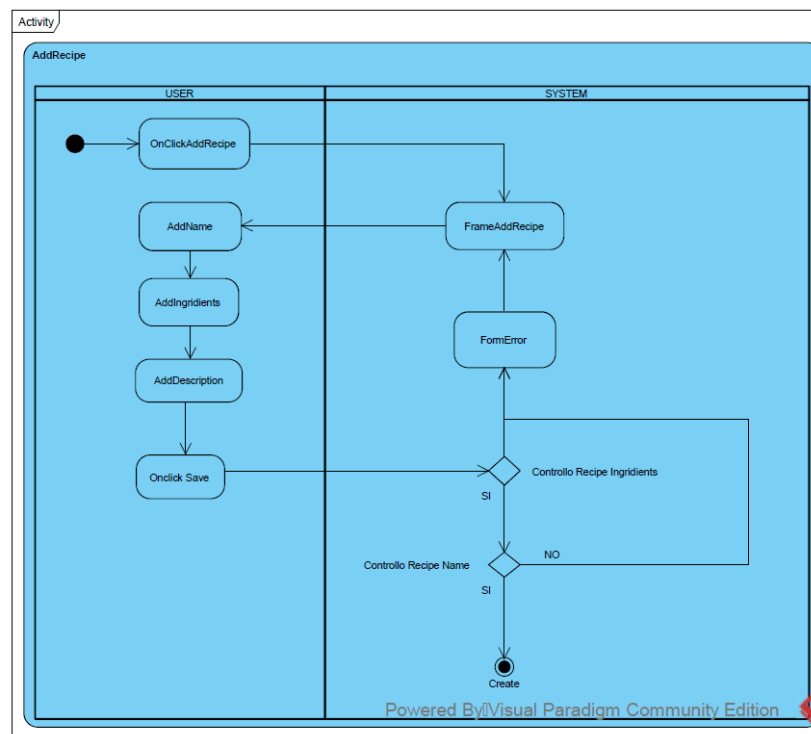 Activity
AddRecipe
USER
SYSTEM
OnClickAddRecipe
AddName
FrameAddRecipe
AddIngridients
FormError
AddDescription
Onclick Save
Controllo Recipe Ingridients
SI
Controllo Recipe Name
NO
SI
Create
Powered By Visual Paradigm Community Edition